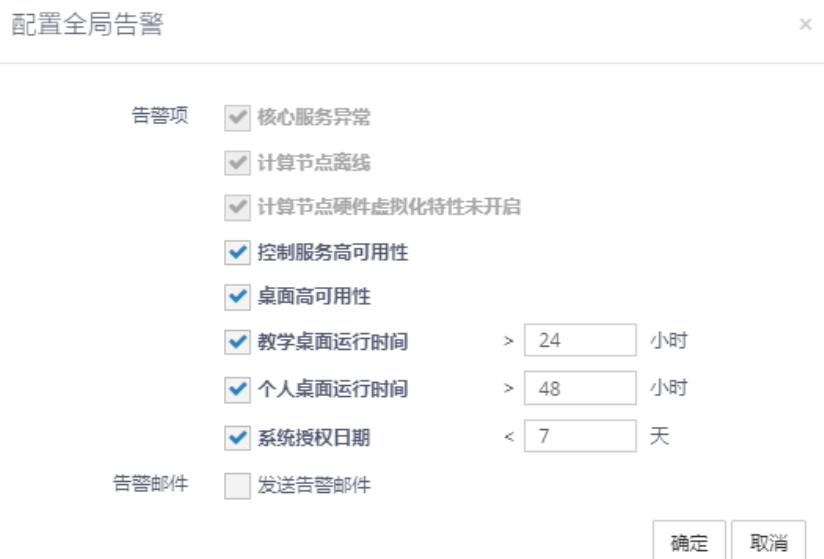 配置全局告警 ×
告警项 核心服务异常
计算节点离线
计算节点硬件虚拟化特性未开启
控制服务高可用性
桌面高可用性
教学桌面运行时间 > 24 小时
个人桌面运行时间 > 48 小时
系统授权日期 < 7 天
告警邮件 发送告警邮件
确定 取消